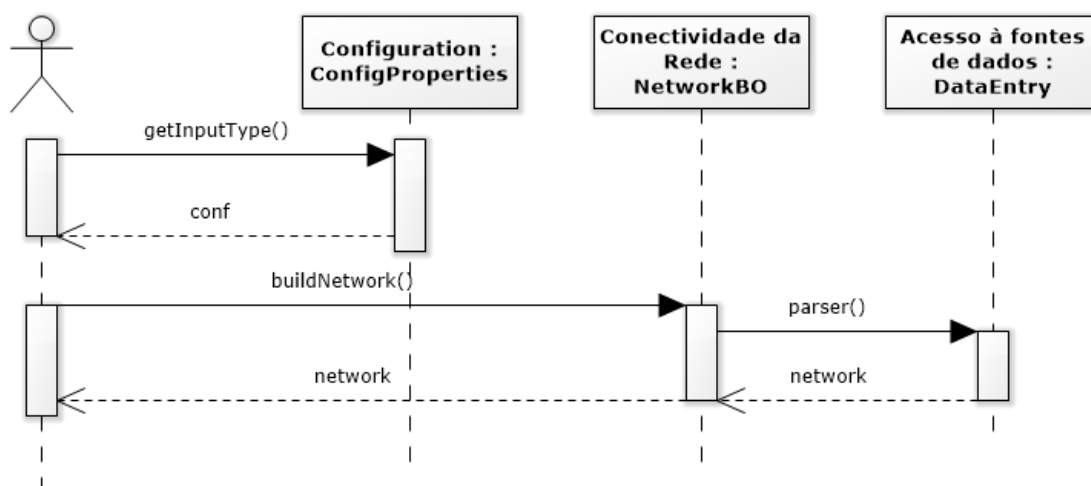 Configuration :
ConfigProperties
Conectividade da
Rede :
NetworkBO
Acesso à fontes
de dados :
DataEntry
getInputType()
conf
buildNetwork()
parser()
network
network